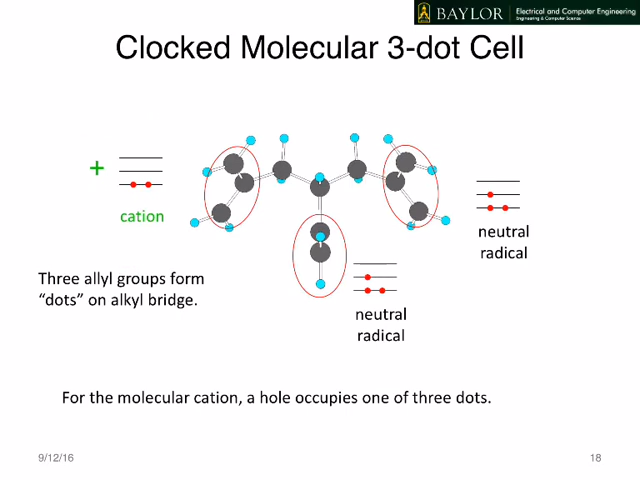 BAYLOR
Electrical and Computer Engineering
Engineering & Computer Science
Clocked Molecular 3-dot Cell
+
cation
neutral
radical
Three allyl groups form
“dots” on alkyl bridge.
neutral
radical
For the molecular cation, a hole occupies one of three dots.
9/12/16
18